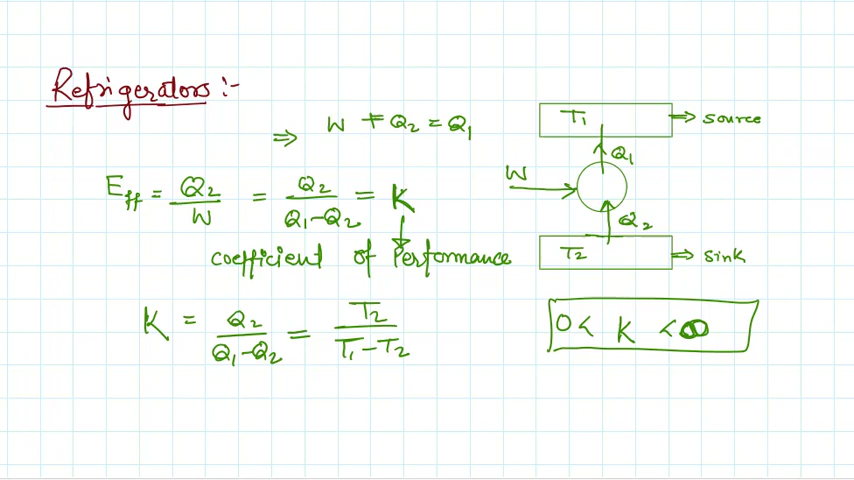 Refrigerators :-
⇒ W + Q₂ = Q₁
Eff = Q₂/W = Q₂/(Q₁-Q₂) = K
coefficient of Performance
K = Q₂/(Q₁-Q₂) = T₂/(T₁-T₂)
T₁ ⇒ source
Q₁
W
Q₂
T₂ ⇒ sink
0 < K < ∞